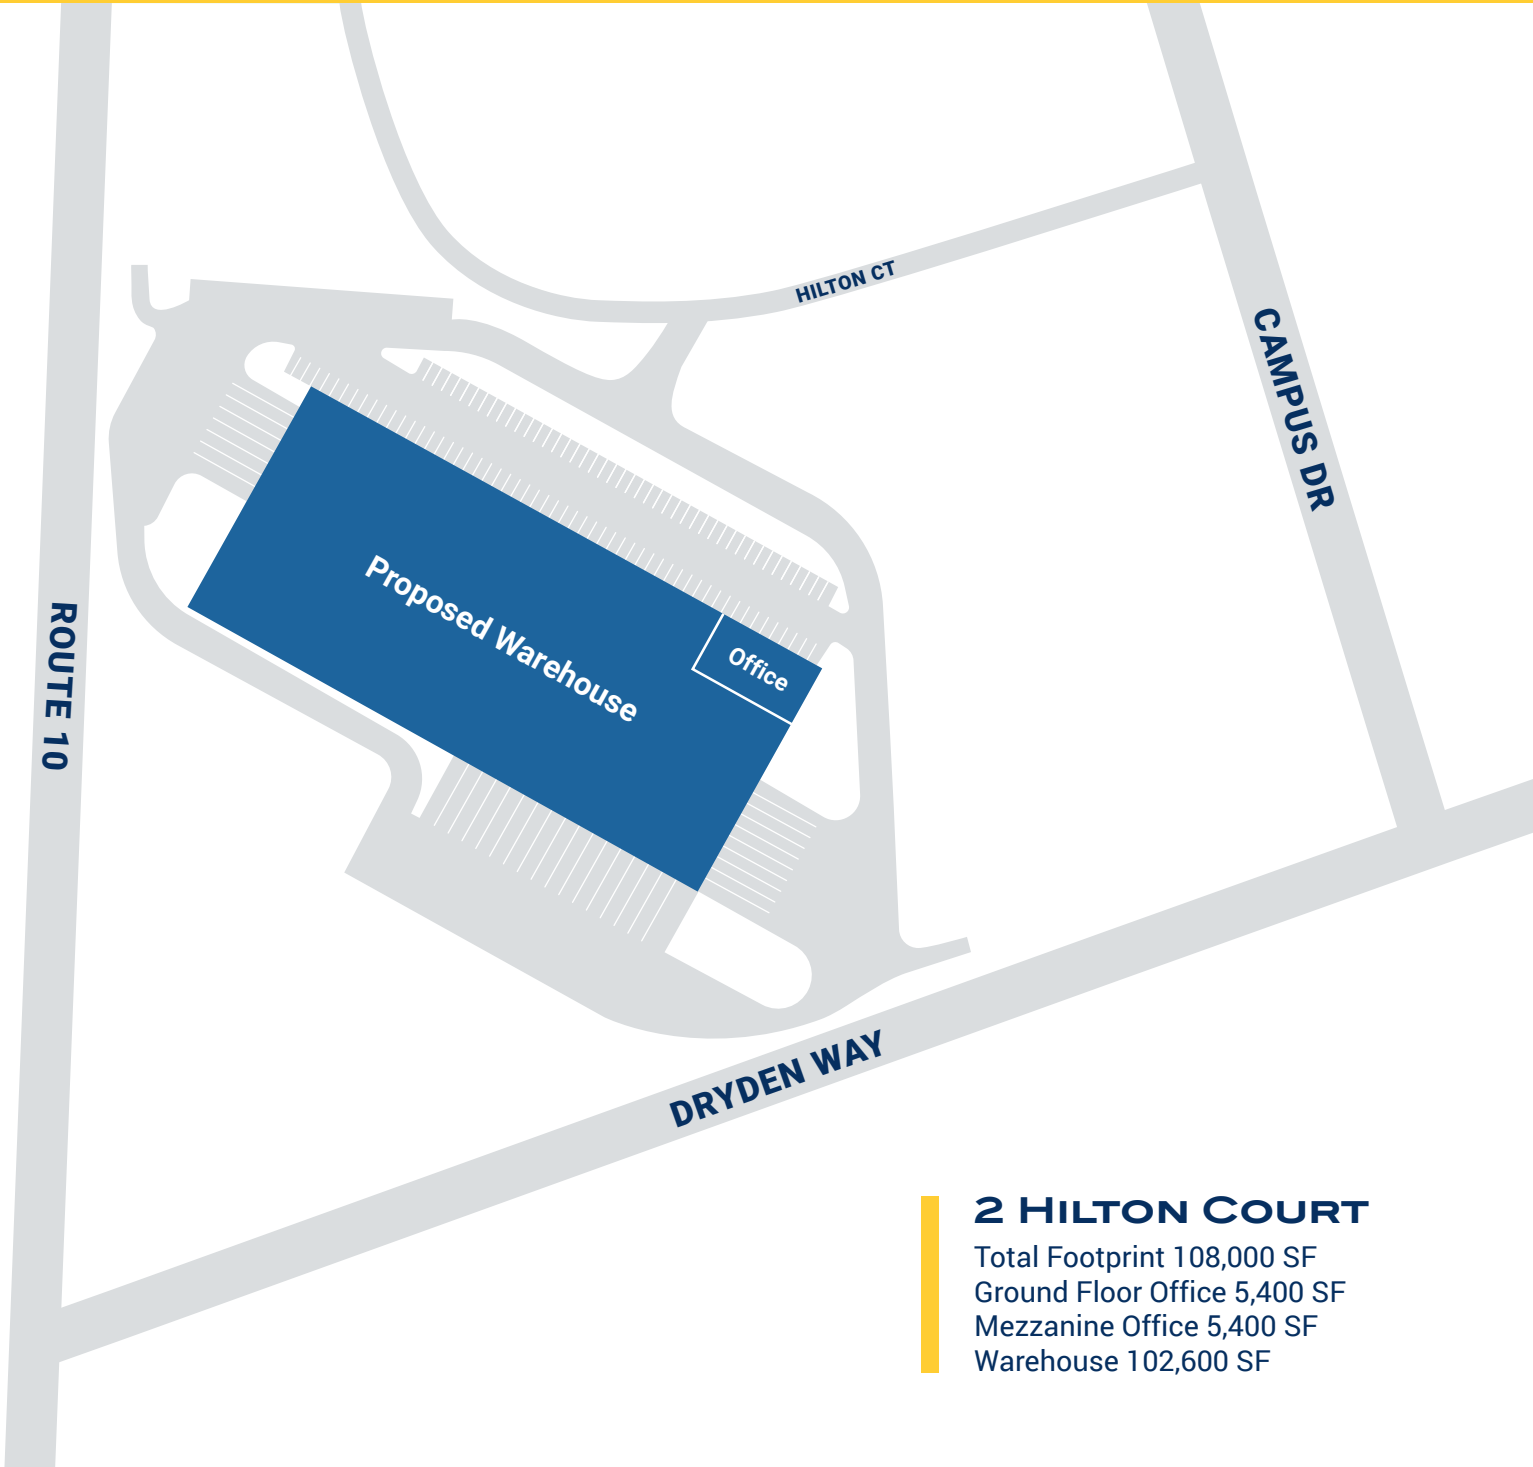 HILTON CT
CAMPUS DR
Proposed Warehouse
Office
ROUTE 10
DRYDEN WAY
2 Hilton Court
Total Footprint 108,000 SF
Ground Floor Office 5,400 SF
Mezzanine Office 5,400 SF
Warehouse 102,600 SF